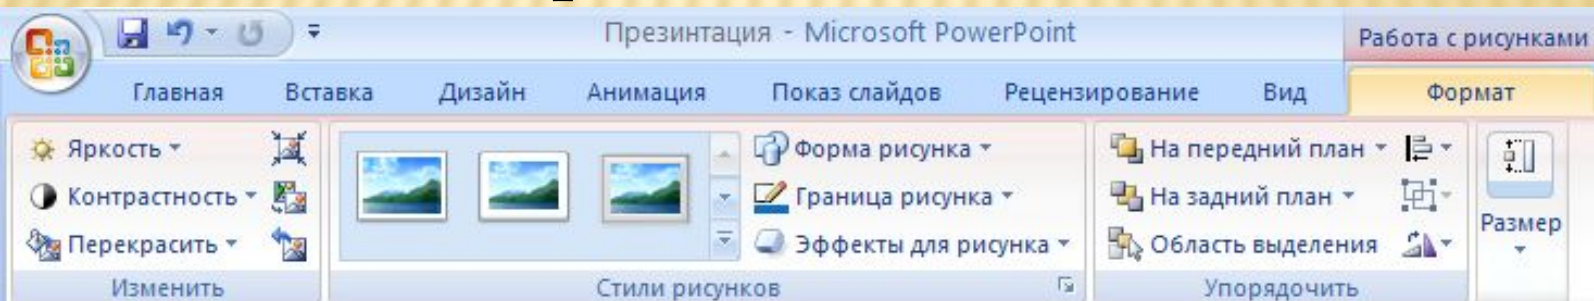 Презинтация - Microsoft PowerPoint
Работа с рисунками
Главная Вставка Дизайн Анимация Показ слайдов Рецензирование Вид Формат
Яркость
Контрастность
Перекрасить
Изменить
Форма рисунка
Граница рисунка
Эффекты для рисунка
Стили рисунков
На передний план
На задний план
Область выделения
Упорядочить
Размер